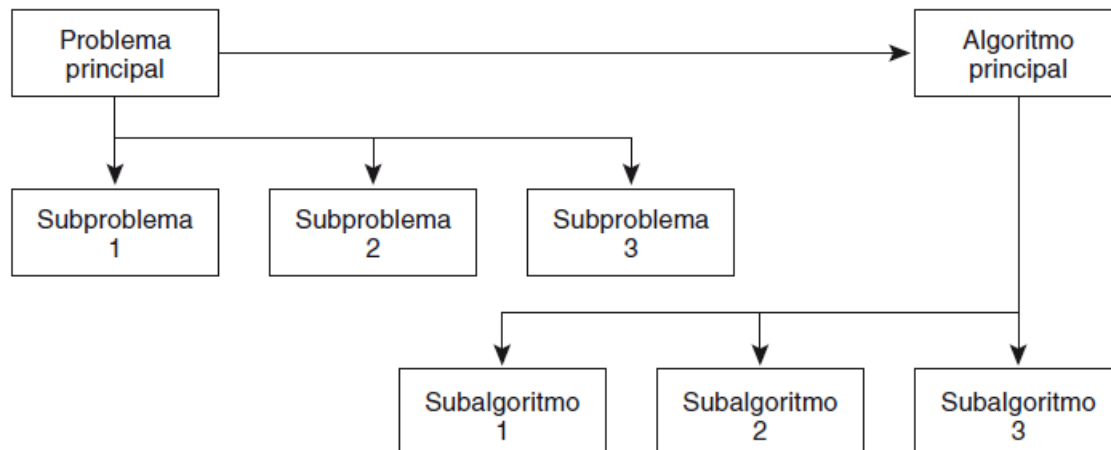 Problema
principal
Algoritmo
principal
Subproblema
1
Subproblema
2
Subproblema
3
Subalgoritmo
1
Subalgoritmo
2
Subalgoritmo
3